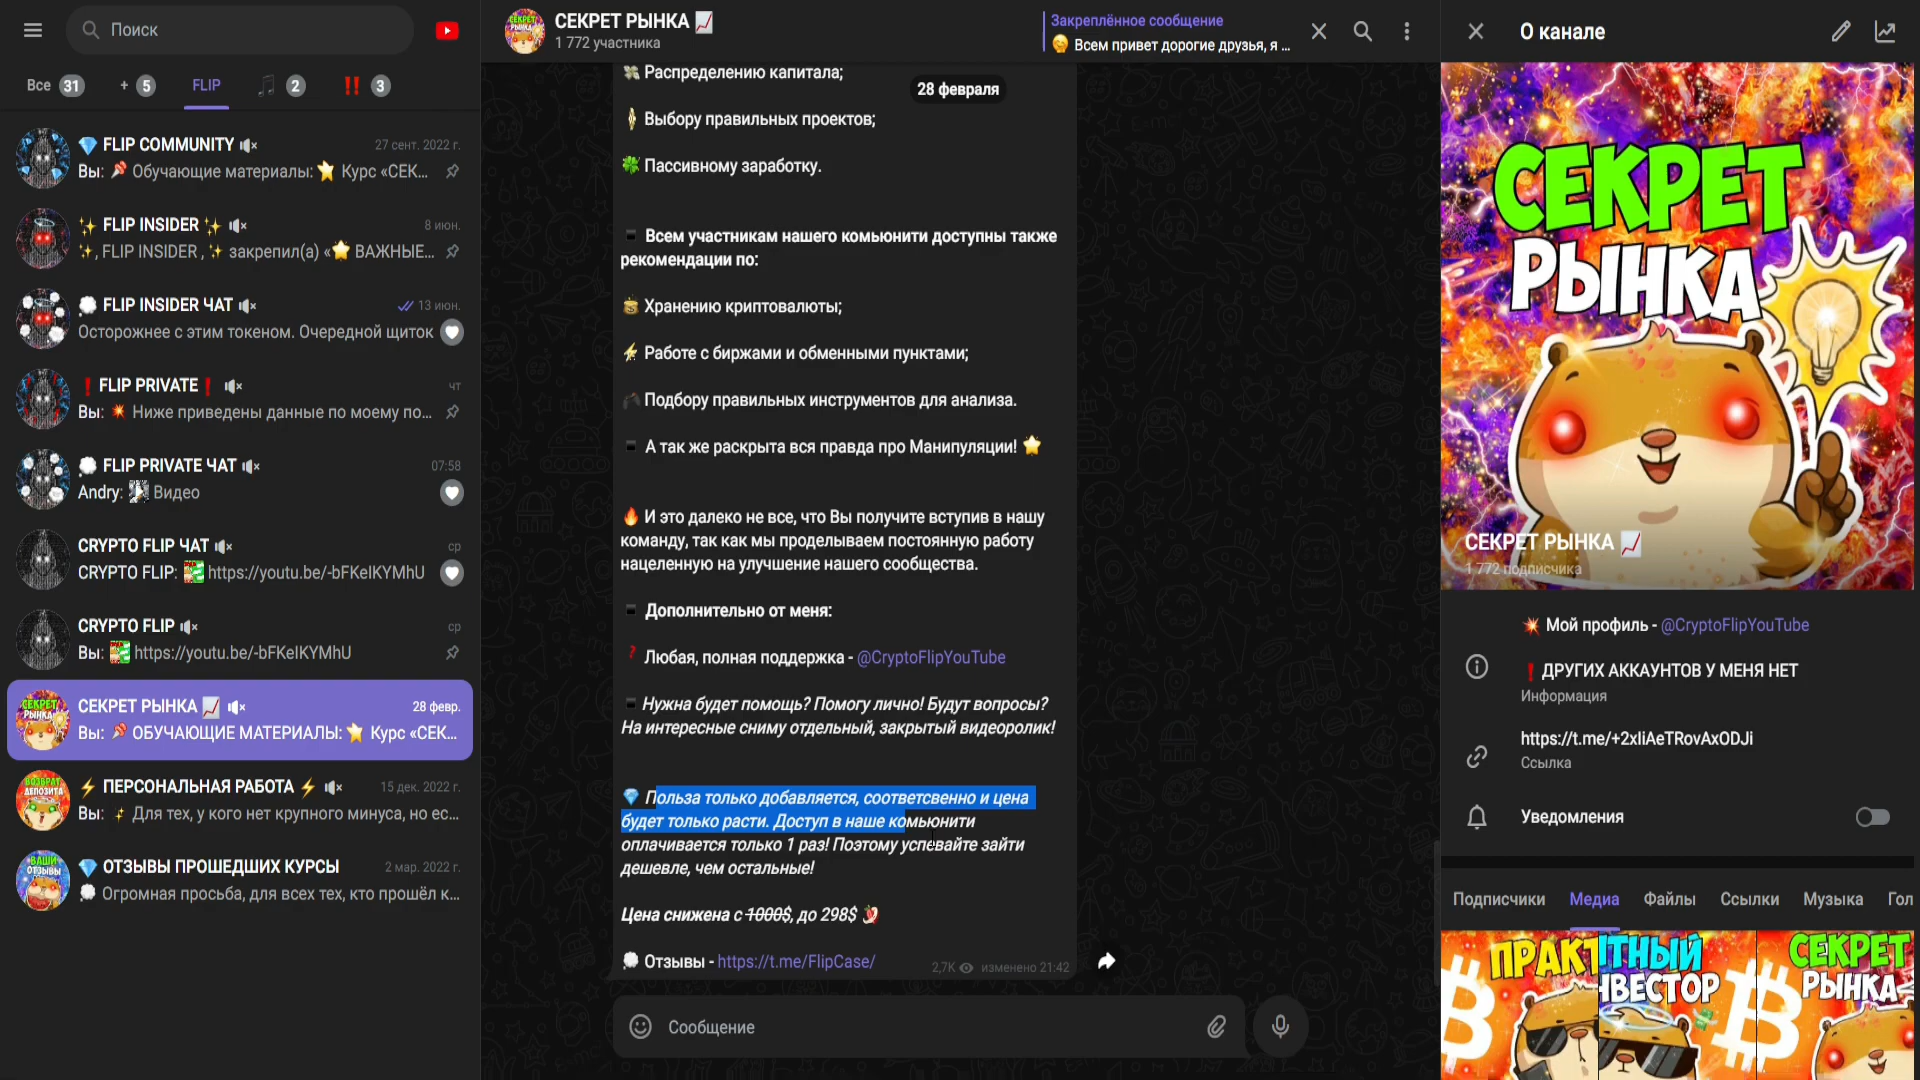 Поиск
Все 31
+ 5
FLIP
2
3
FLIP COMMUNITY
27 сент. 2022 г.
Вы: 📌 Обучающие материалы: ⭐ Курс «СЕК...
✨ FLIP INSIDER ✨
8 июн.
✨, FLIP INSIDER , ✨ закрепил(а) «⭐ ВАЖНЫЕ...
FLIP INSIDER ЧАТ
13 июн.
Осторожнее с этим токеном. Очередной щиток
❗ FLIP PRIVATE ❗
чт
Вы: 💥 Ниже приведены данные по моему по...
FLIP PRIVATE ЧАТ
07:58
Andry: Видео
CRYPTO FLIP ЧАТ
ср
CRYPTO FLIP: https://youtu.be/-bFKeIKYMhU
CRYPTO FLIP
ср
Вы: https://youtu.be/-bFKeIKYMhU
СЕКРЕТ РЫНКА 📈
28 февр.
Вы: 📌 ОБУЧАЮЩИЕ МАТЕРИАЛЫ: ⭐ Курс «СЕК...
⚡ ПЕРСОНАЛЬНАЯ РАБОТА ⚡
15 дек. 2022 г.
Вы: ✨ Для тех, у кого нет крупного минуса, но ес...
💎 ОТЗЫВЫ ПРОШЕДШИХ КУРСЫ
2 мар. 2022 г.
💭 Огромная просьба, для всех тех, кто прошёл к...
СЕКРЕТ РЫНКА 📈
1 772 участника
Закреплённое сообщение
Всем привет дорогие друзья, я ...
28 февраля
💸 Распределению капитала;
Выбору правильных проектов;
🍀 Пассивному заработку.
▪️ Всем участникам нашего комьюнити доступны также
рекомендации по:
💰 Хранению криптовалюты;
⚡ Работе с биржами и обменными пунктами;
Подбору правильных инструментов для анализа.
▪️ А так же раскрыта вся правда про Манипуляции! ⭐
🔥 И это далеко не все, что Вы получите вступив в нашу
команду, так как мы проделываем постоянную работу
нацеленную на улучшение нашего сообщества.
▪️ Дополнительно от меня:
❓ Любая, полная поддержка - @CryptoFlipYouTube
▪️ Нужна будет помощь? Помогу лично! Будут вопросы?
На интересные сниму отдельный, закрытый видеоролик!
💎 Польза только добавляется, соответсвенно и цена
будет только расти. Доступ в наше комьюнити
оплачивается только 1 раз! Поэтому успевайте зайти
дешевле, чем остальные!
Цена снижена с 1000$, до 298$
💭 Отзывы - https://t.me/FlipCase/
2,7K изменено 21:42
Сообщение
О канале
СЕКРЕТ
РЫНКА
СЕКРЕТ РЫНКА 📈
1 772 подписчика
💥 Мой профиль - @CryptoFlipYouTube
❗ ДРУГИХ АККАУНТОВ У МЕНЯ НЕТ
Информация
https://t.me/+2xliAeTRovAxODJi
Ссылка
Уведомления
Подписчики
Медиа
Файлы
Ссылки
Музыка
Гол
ПРАКТ
ІТНЫЙ
НВЕСТОР
СЕКРЕТ
РЫНКА